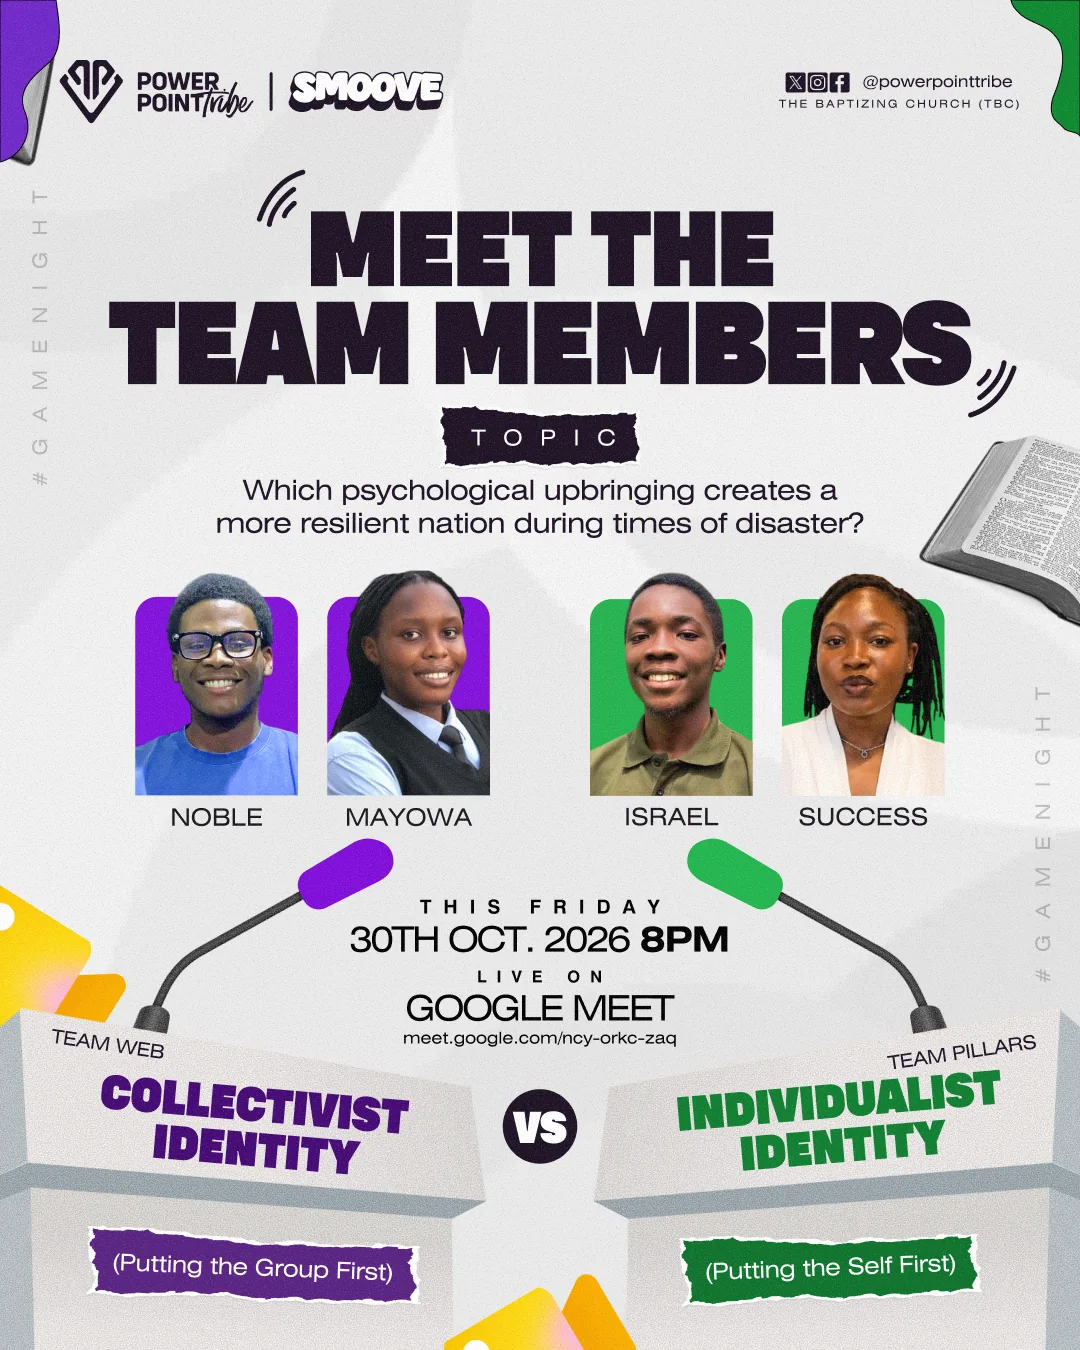 POWER
POINTTribe
SMOOVE
@powerpointtribe
THE BAPTIZING CHURCH (TBC)
#GAMENIGHT
MEET THE
TEAM MEMBERS
TOPIC
Which psychological upbringing creates a
more resilient nation during times of disaster?
NOBLE
MAYOWA
ISRAEL
SUCCESS
#GAMENIGHT
THIS FRIDAY
30TH OCT. 2026 8PM
LIVE ON
GOOGLE MEET
meet.google.com/ncy-orkc-zaq
TEAM WEB
COLLECTIVIST
IDENTITY
(Putting the Group First)
VS
TEAM PILLARS
INDIVIDUALIST
IDENTITY
(Putting the Self First)